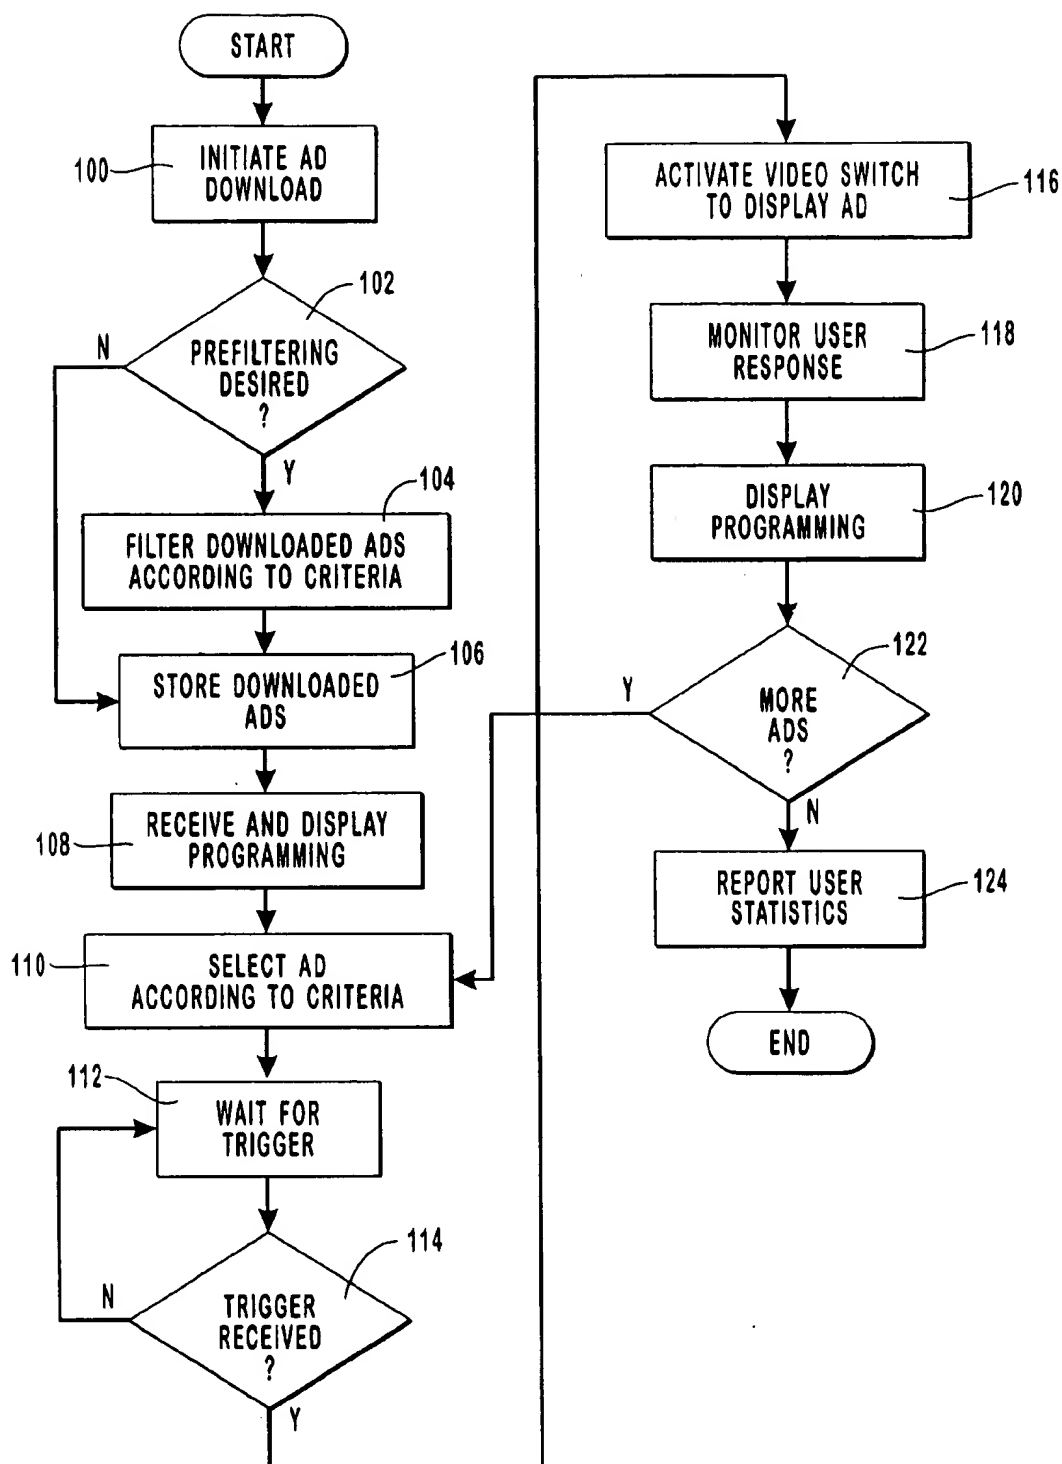 START
100
INITIATE AD
DOWNLOAD
102
N
PREFILTERING
DESIRED
?
Y
104
FILTER DOWNLOADED ADS
ACCORDING TO CRITERIA
106
STORE DOWNLOADED
ADS
108
RECEIVE AND DISPLAY
PROGRAMMING
110
SELECT AD
ACCORDING TO CRITERIA
112
WAIT FOR
TRIGGER
114
N
TRIGGER
RECEIVED
?
Y
ACTIVATE VIDEO SWITCH
TO DISPLAY AD
116
MONITOR USER
RESPONSE
118
DISPLAY
PROGRAMMING
120
122
Y
MORE
ADS
?
N
REPORT USER
STATISTICS
124
END